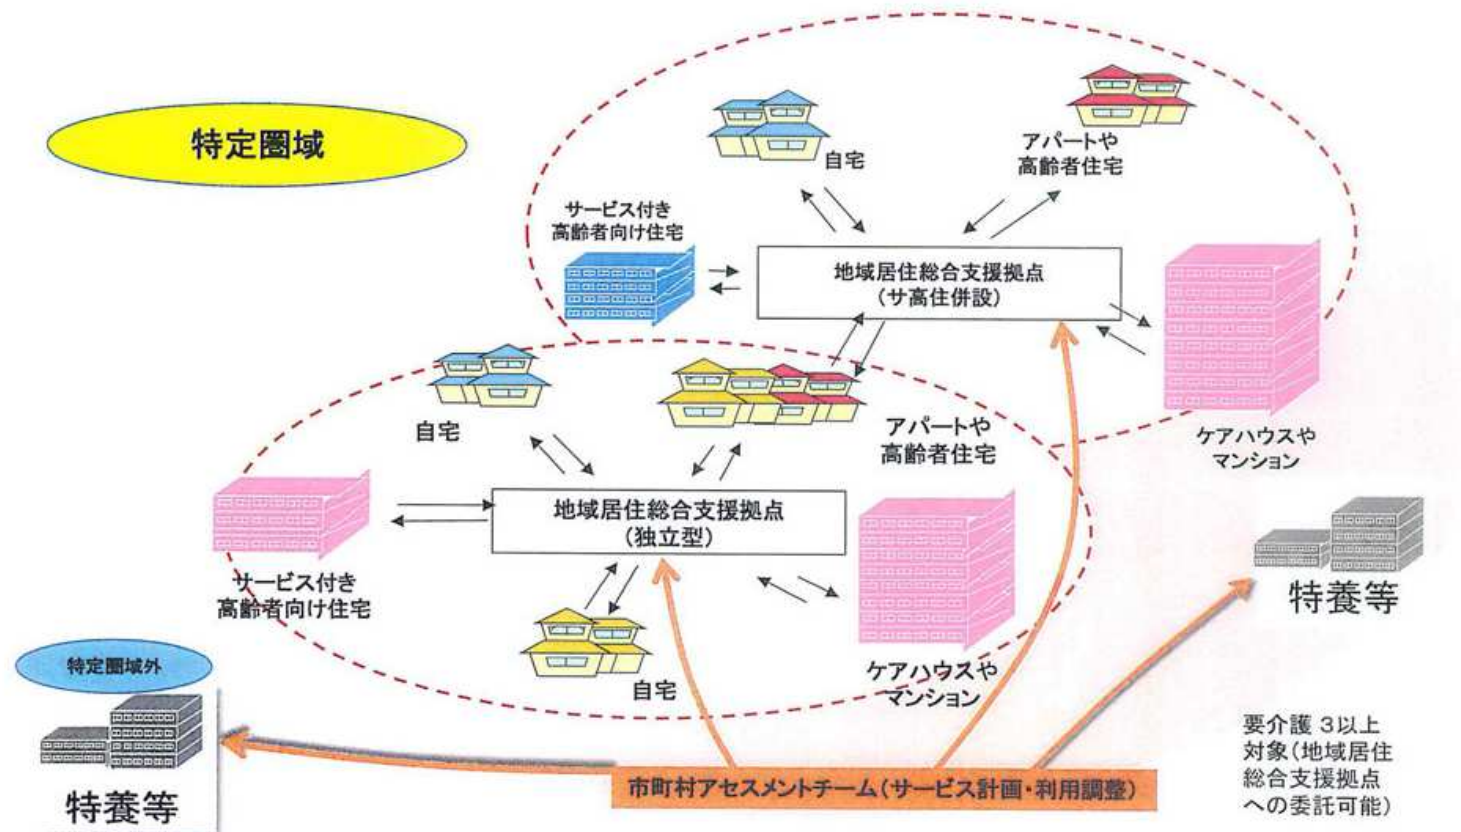 特定圏域
自宅
アパートや
高齢者住宅
サービス付き
高齢者向け住宅
地域居住総合支援拠点
(サ高住併設)
ケアハウスや
マンション
自宅
アパートや
高齢者住宅
地域居住総合支援拠点
(独立型)
サービス付き
高齢者向け住宅
自宅
ケアハウスや
マンション
特養等
特定圏域外
特養等
市町村アセスメントチーム(サービス計画・利用調整)
要介護 3以上
対象(地域居住
総合支援拠点
への委託可能)